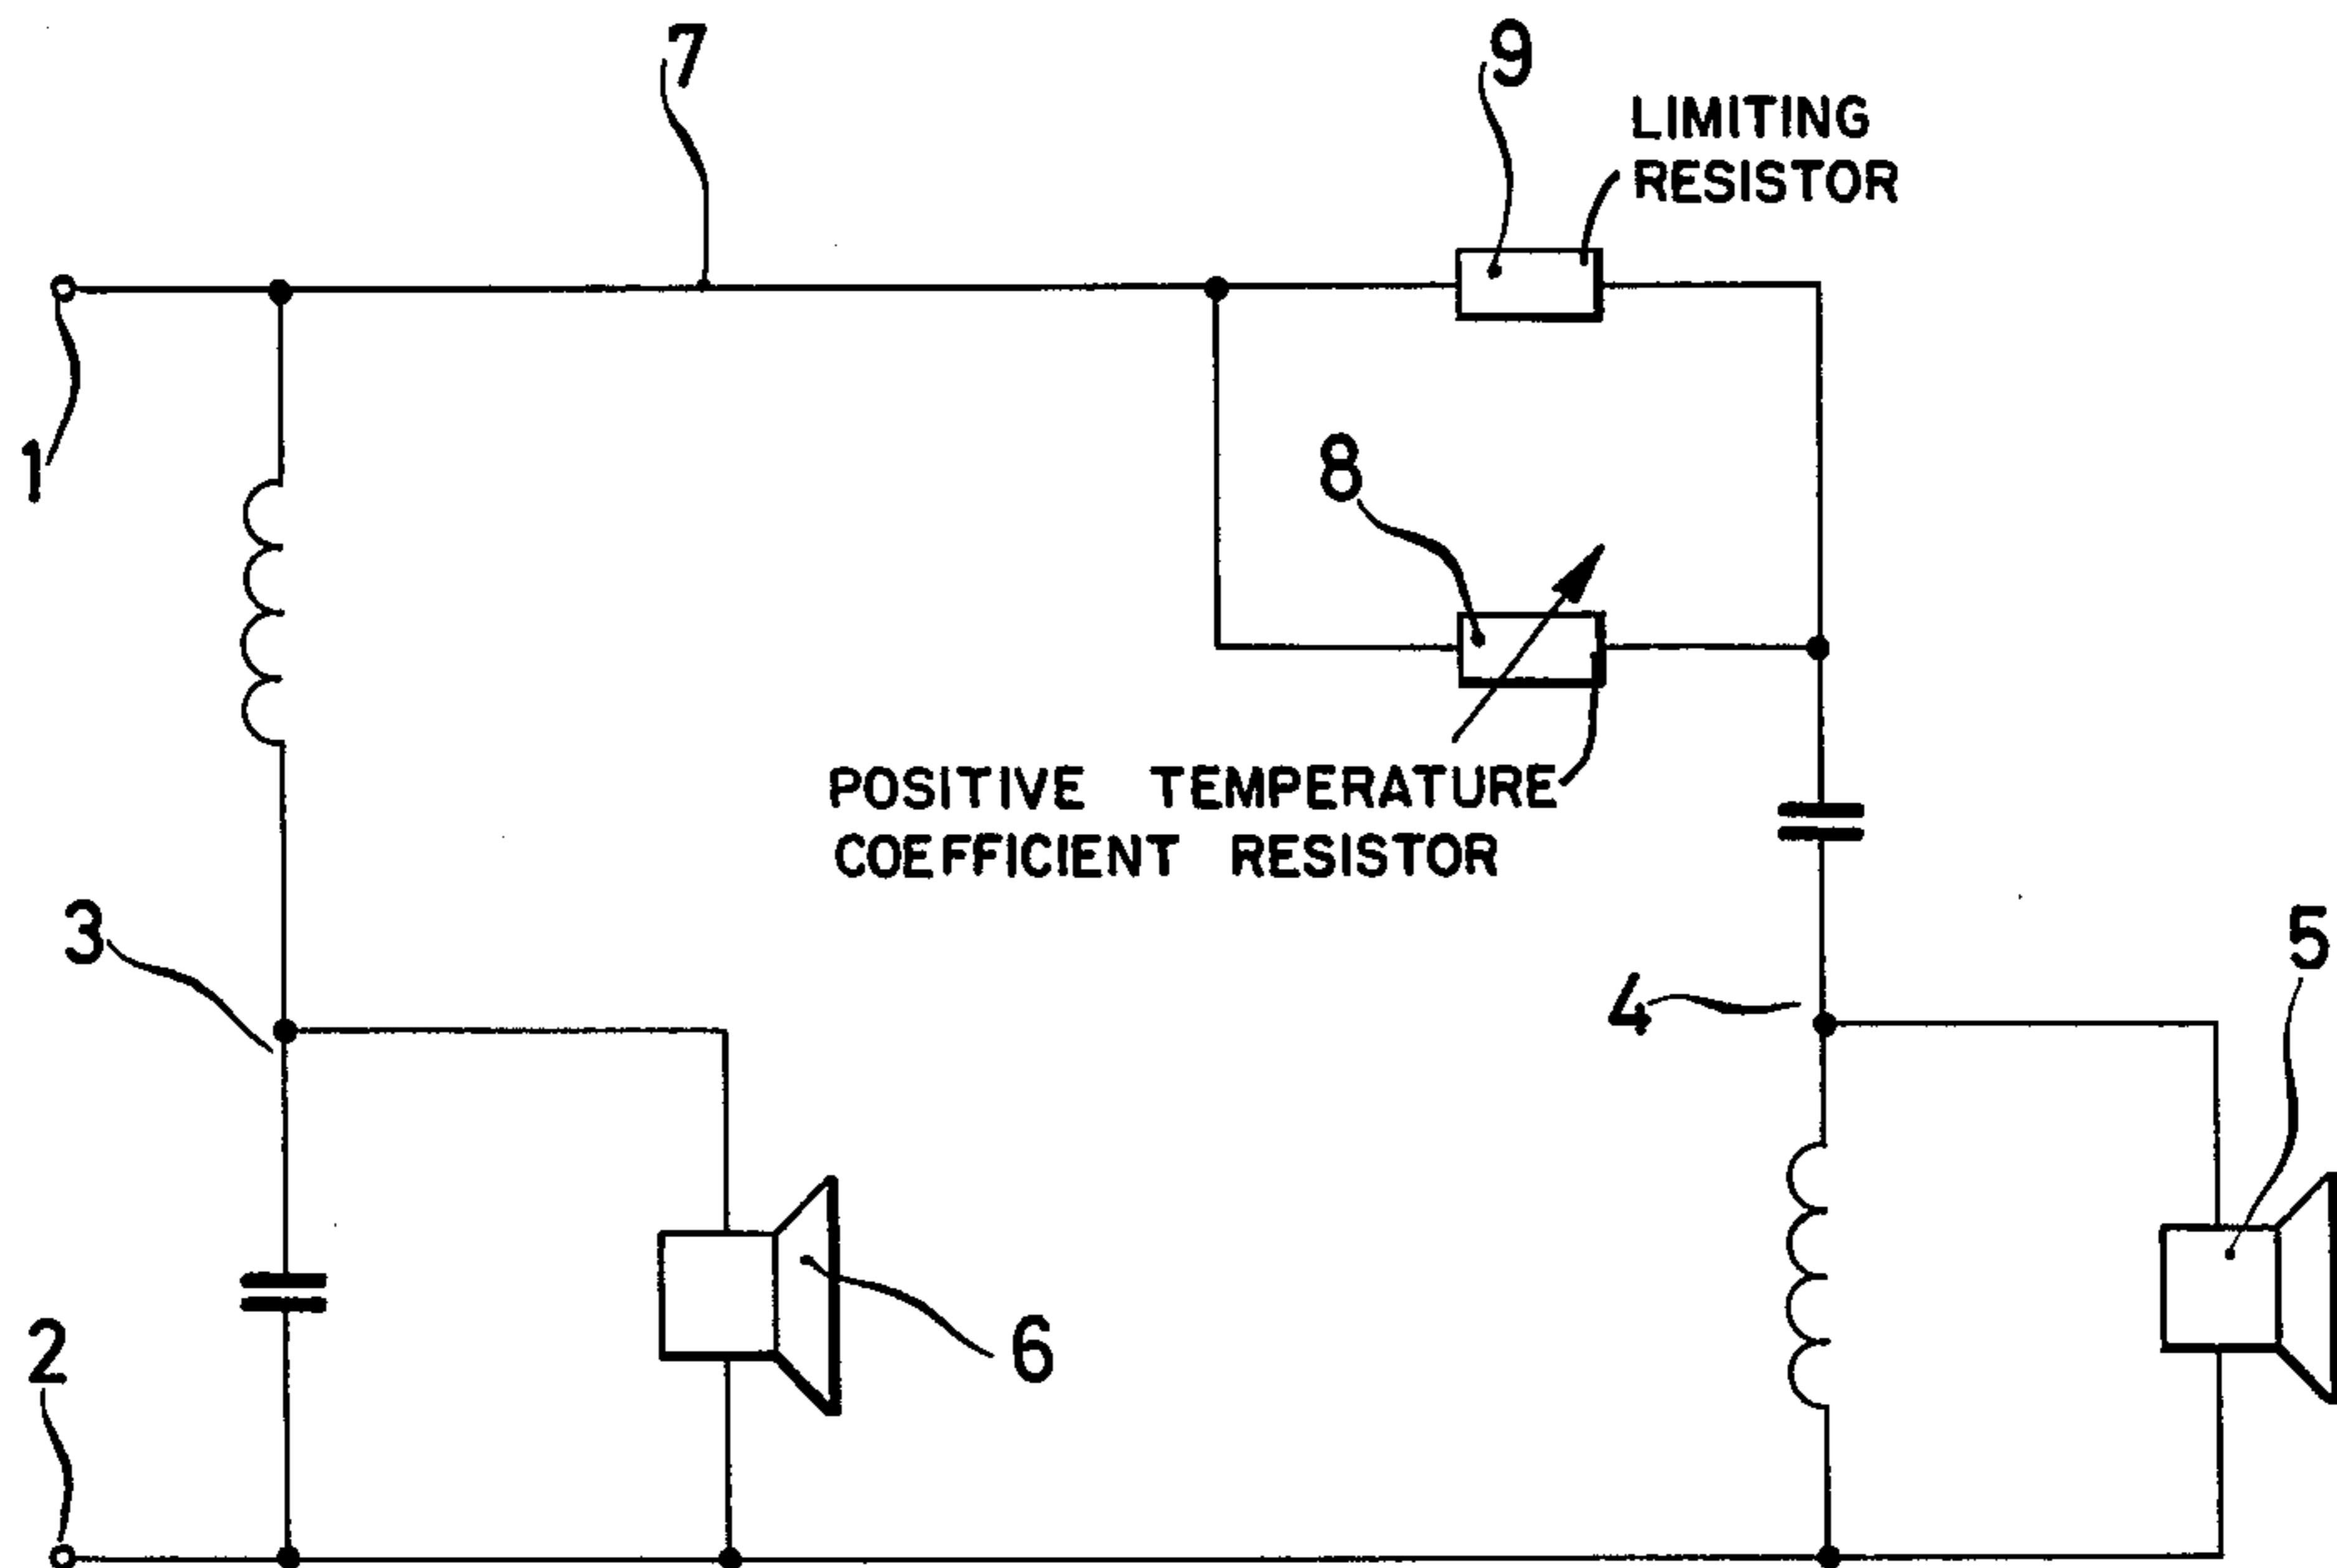 7
9
LIMITING
RESISTOR
1
8
POSITIVE TEMPERATURE
COEFFICIENT RESISTOR
3
5
4
2
6